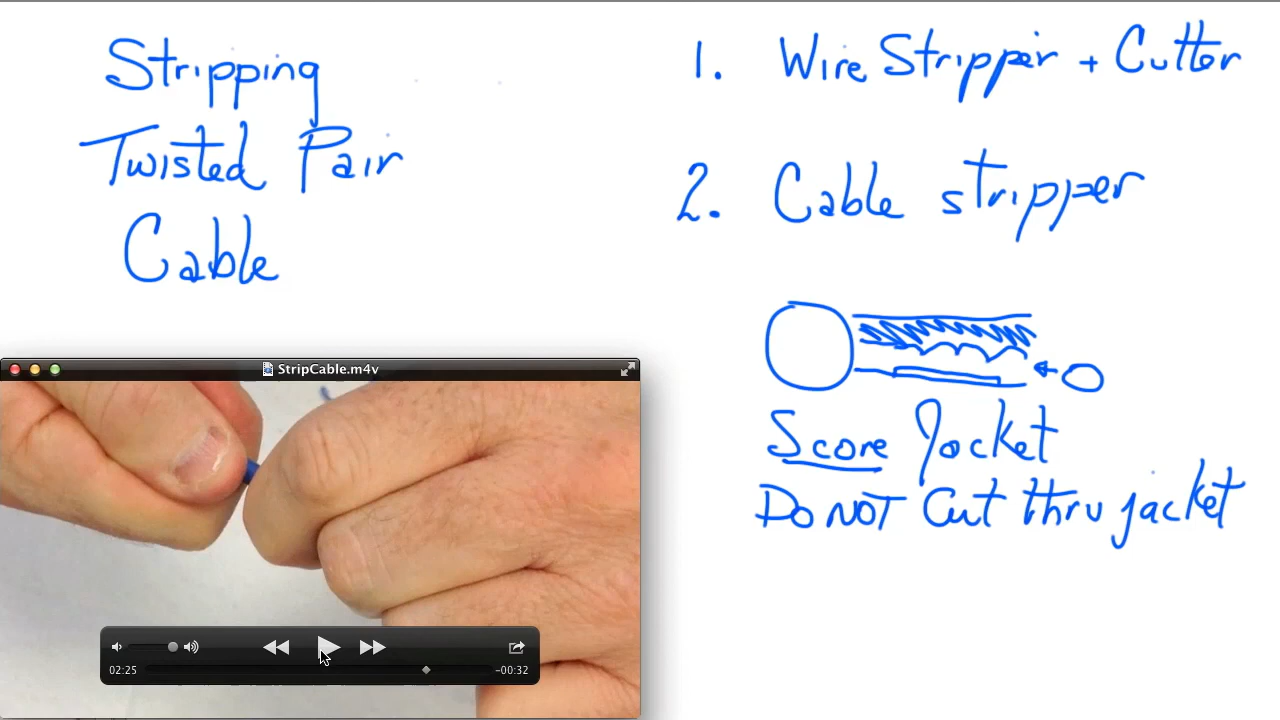 Stripping
Twisted Pair
Cable
1. Wire Stripper + Cutter
2. Cable stripper
Score Jacket
Do NOT Cut thru jacket
StripCable.m4v
02:25
-00:32